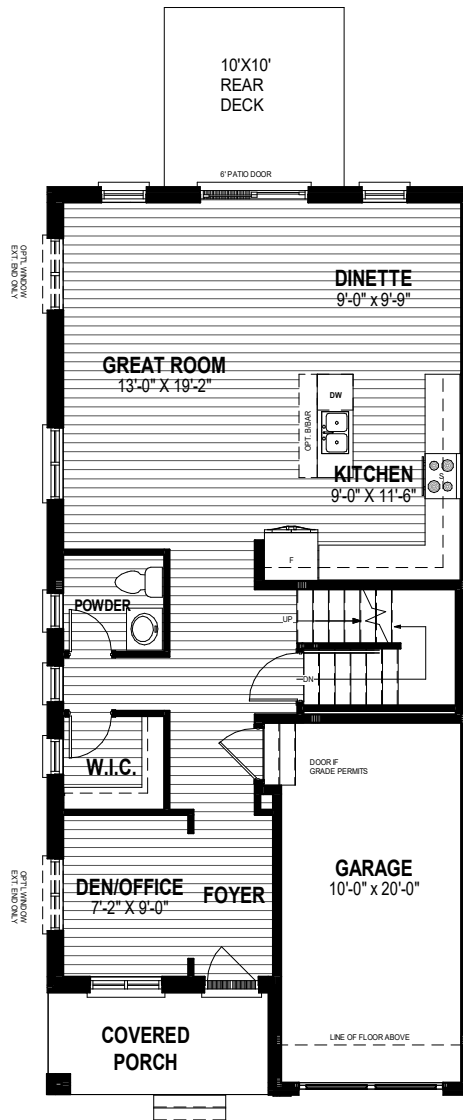 10'X10'
REAR
DECK
6' PATIO DOOR
OPT'L WINDOW
EXT. END ONLY
DINETTE
9'-0" x 9'-9"
GREAT ROOM
13'-0" X 19'-2"
DW
OPT. B/BAR
KITCHEN
9'-0" X 11'-6"
S
F
POWDER
UP
DN
W.I.C.
DOOR IF
GRADE PERMITS
OPT'L WINDOW
EXT. END ONLY
DEN/OFFICE
7'-2" X 9'-0"
FOYER
GARAGE
10'-0" x 20'-0"
COVERED
PORCH
LINE OF FLOOR ABOVE